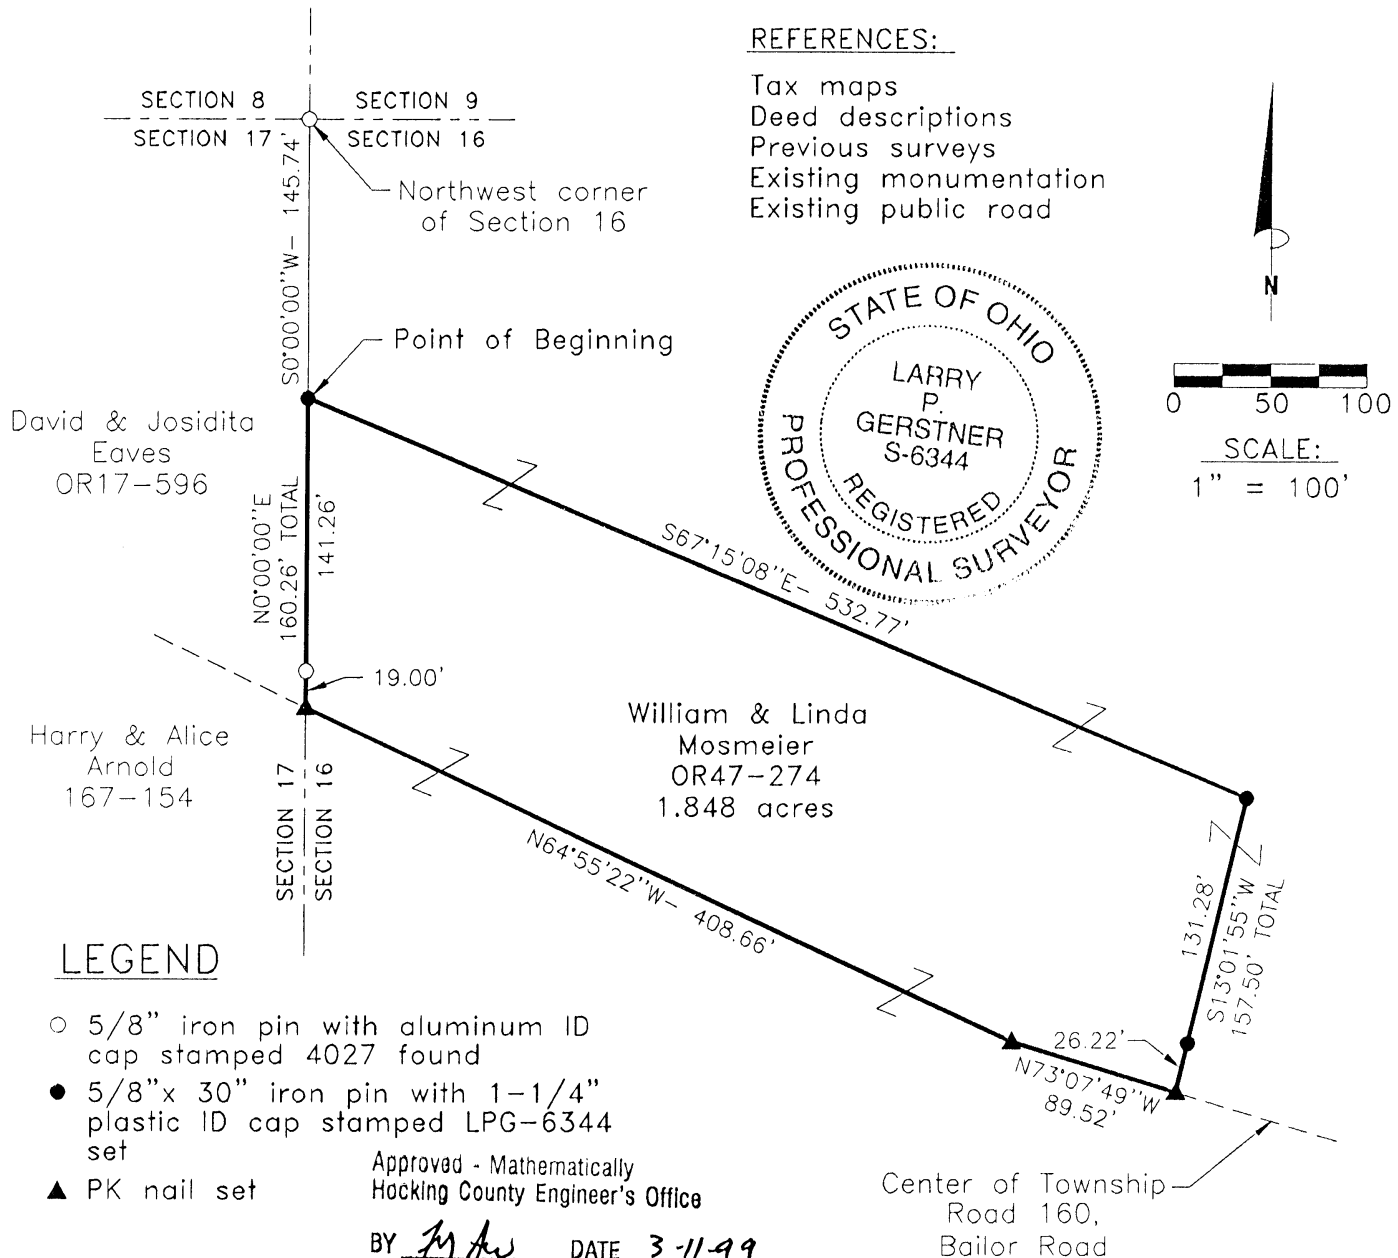 REFERENCES:
Tax maps
Deed descriptions
Previous surveys
Existing monumentation
Existing public road
SECTION 8
SECTION 9
SECTION 17
SECTION 16
Northwest corner
of Section 16
S0°00'00"W- 145.74'
Point of Beginning
N
0 50 100
SCALE:
1" = 100'
STATE OF OHIO
LARRY
P.
GERSTNER
S-6344
REGISTERED
PROFESSIONAL SURVEYOR
David & Josidita
Eaves
OR17-596
N0°00'00"E
160.26' TOTAL
141.26'
S67°15'08"E- 532.77'
19.00'
Harry & Alice
Arnold
167-154
SECTION 17
SECTION 16
William & Linda
Mosmeier
OR47-274
1.848 acres
N64°55'22"W- 408.66'
131.28'
S13°01'55"W
157.50' TOTAL
26.22'
N73°07'49"W
89.52'
Center of Township
Road 160,
Bailor Road
LEGEND
5/8" iron pin with aluminum ID
cap stamped 4027 found
5/8"x 30" iron pin with 1-1/4"
plastic ID cap stamped LPG-6344
set
PK nail set
Approved - Mathematically
Hocking County Engineer's Office
BY DATE 3-11-99